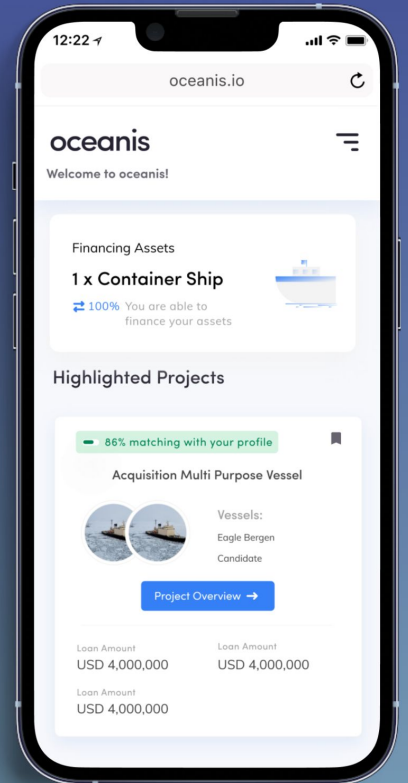 12:22
oceanis.io
oceanis
Welcome to oceanis!
Financing Assets
1 x Container Ship
100% You are able to
finance your assets
Highlighted Projects
86% matching with your profile
Acquisition Multi Purpose Vessel
Vessels:
Eagle Bergen
Candidate
Project Overview →
Loan Amount
USD 4,000,000
Loan Amount
USD 4,000,000
Loan Amount
USD 4,000,000